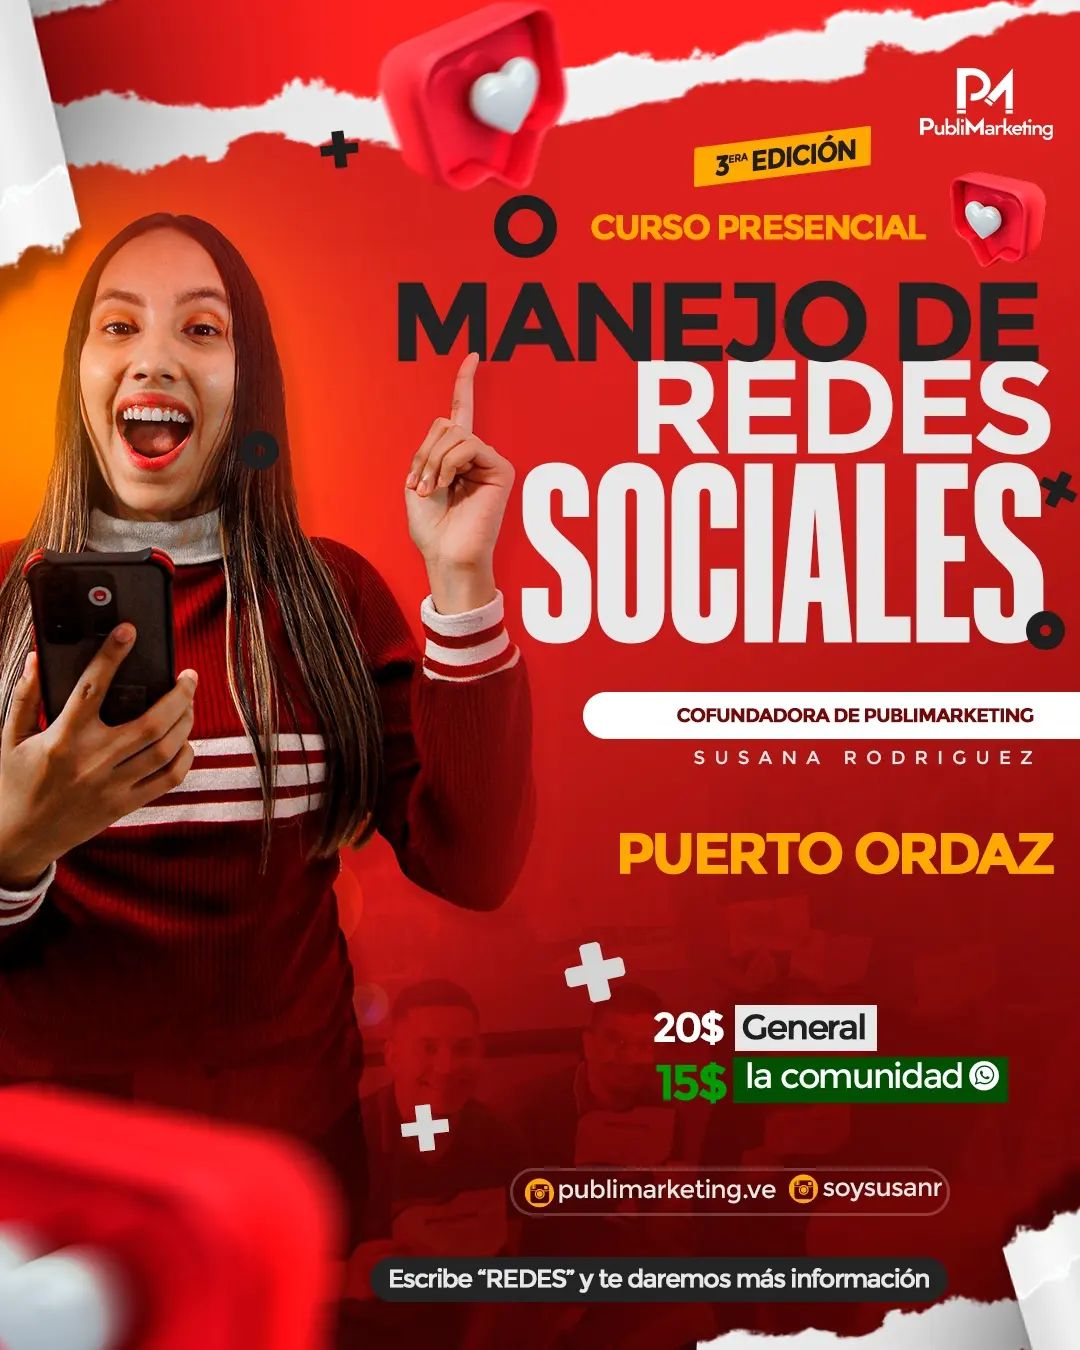 PubliMarketing
3ERA EDICIÓN
CURSO PRESENCIAL
MANEJO DE
REDES
SOCIALES
COFUNDADORA DE PUBLIMARKETING
SUSANA RODRIGUEZ
PUERTO ORDAZ
20$ General
15$ la comunidad
publimarketing.ve soysusanr
Escribe “REDES” y te daremos más información